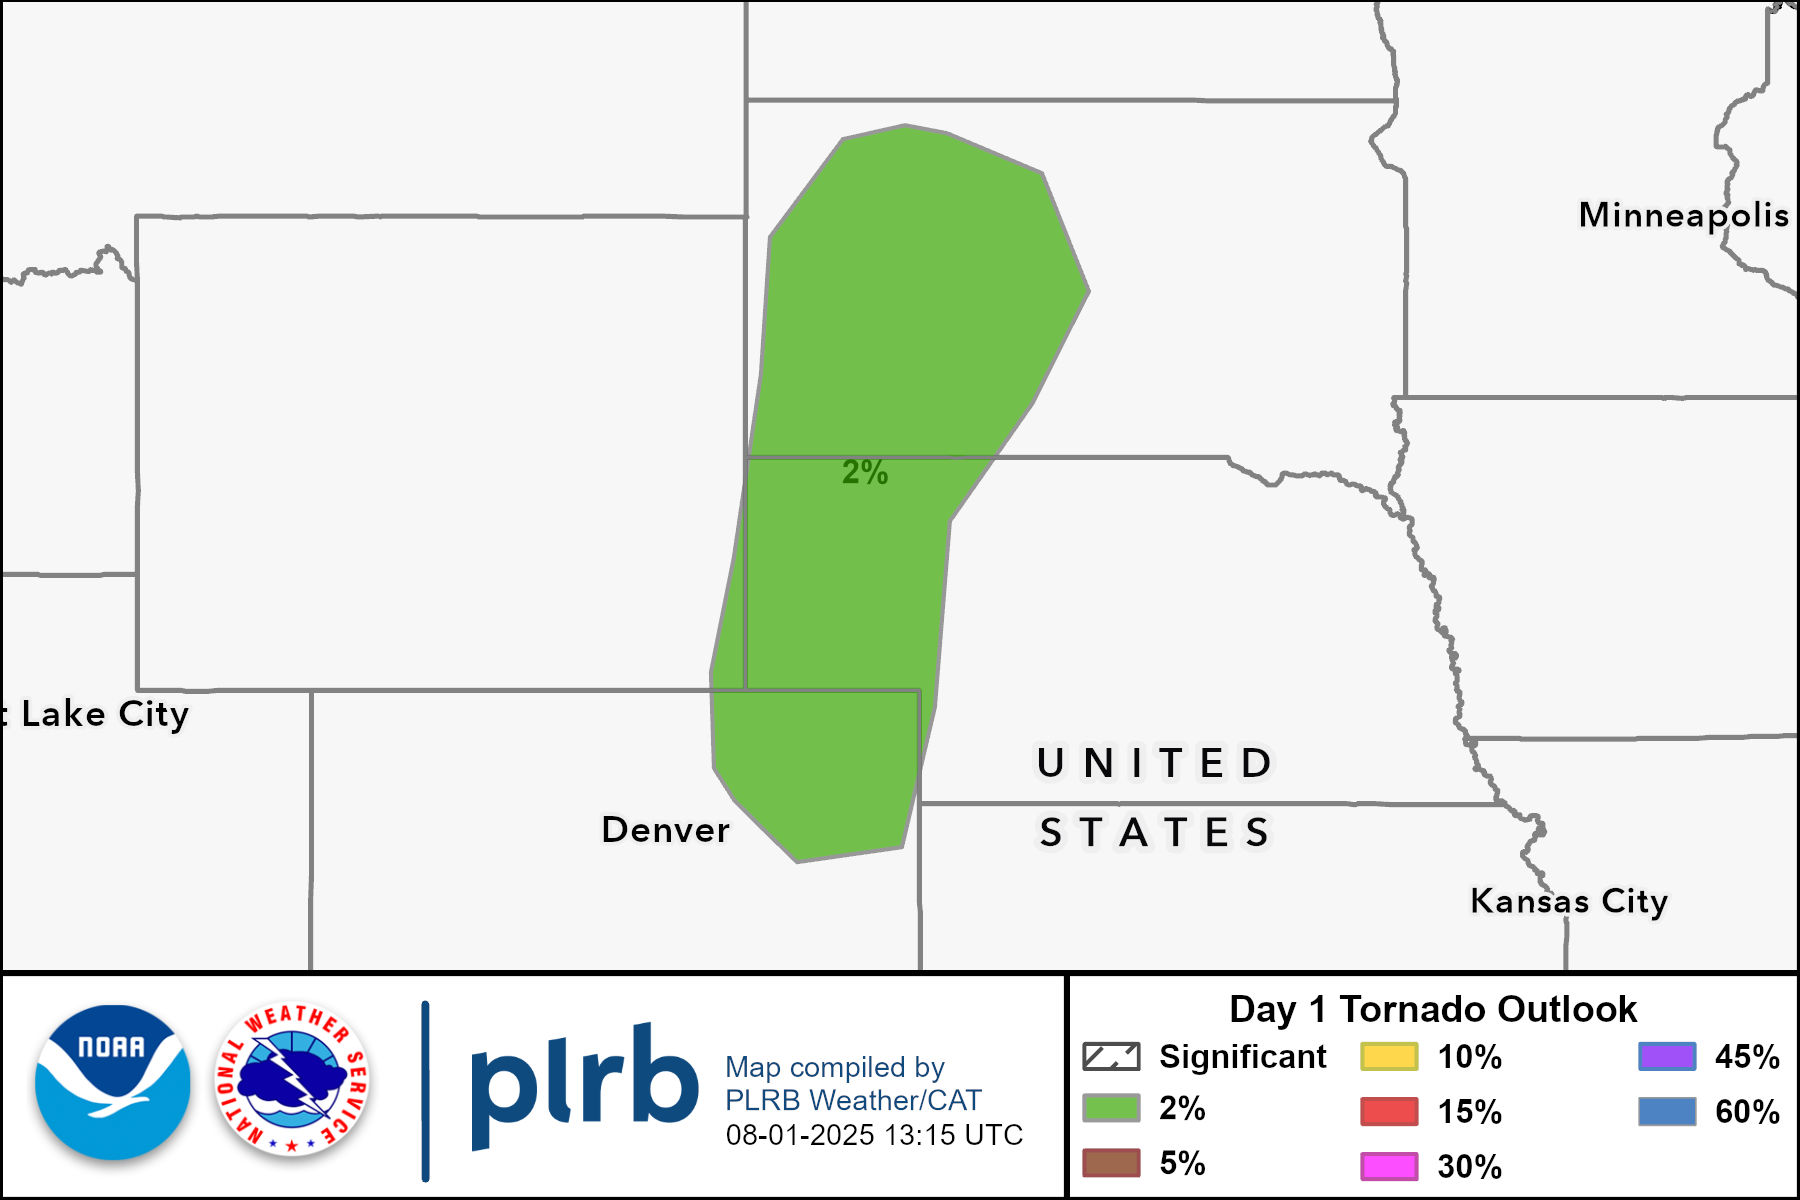 Minneapolis
2%
t Lake City
UNITED
STATES
Denver
Kansas City
NOAA
NATIONAL WEATHER SERVICE
plrb
Map compiled by
PLRB Weather/CAT
08-01-2025 13:15 UTC
Day 1 Tornado Outlook
Significant
2%
5%
10%
15%
30%
45%
60%